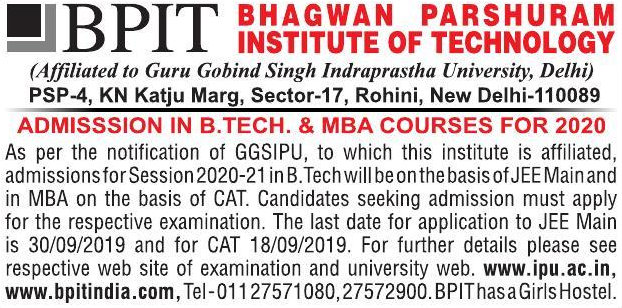 BPIT BHAGWAN PARSHURAM
INSTITUTE OF TECHNOLOGY
(Affiliated to Guru Gobind Singh Indraprastha University, Delhi)
PSP-4, KN Katju Marg, Sector-17, Rohini, New Delhi-110089
ADMISSSION IN B.TECH. & MBA COURSES FOR 2020
As per the notification of GGSIPU, to which this institute is affiliated,
admissions for Session 2020-21 in B.Tech will be on the basis of JEE Main and
in MBA on the basis of CAT. Candidates seeking admission must apply
for the respective examination. The last date for application to JEE Main
is 30/09/2019 and for CAT 18/09/2019. For further details please see
respective web site of examination and university web. www.ipu.ac.in,
www.bpitindia.com, Tel - 01127571080, 27572900. BPIT has a Girls Hostel.